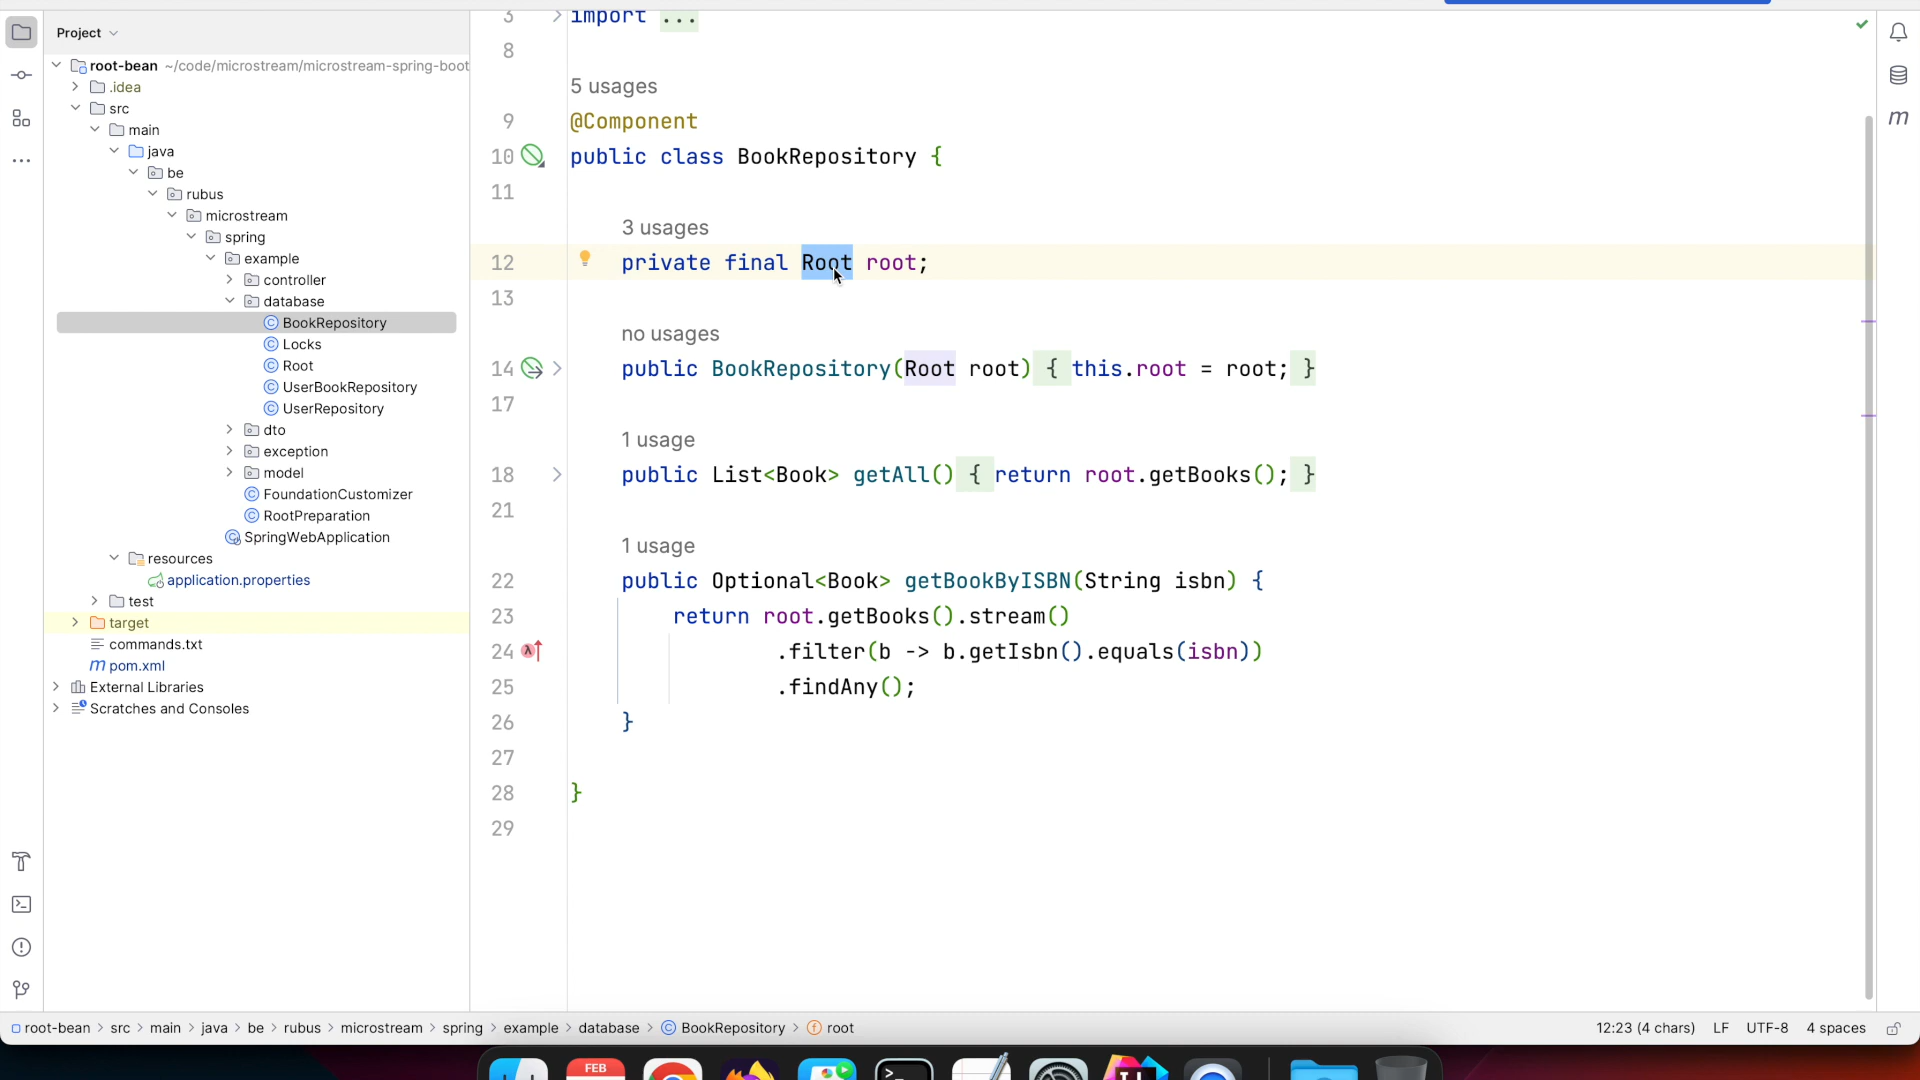 Project
root-bean ~/code/microstream/microstream-spring-boot
.idea
src
main
java
be
rubus
microstream
spring
example
controller
database
BookRepository
Locks
Root
UserBookRepository
UserRepository
dto
exception
model
FoundationCustomizer
RootPreparation
SpringWebApplication
resources
application.properties
test
target
commands.txt
pom.xml
External Libraries
Scratches and Consoles
3 import ...
8
5 usages
9 @Component
10 public class BookRepository {
11
3 usages
12 private final Root root;
13
no usages
14 public BookRepository(Root root) { this.root = root; }
17
1 usage
18 public List<Book> getAll() { return root.getBooks(); }
21
1 usage
22 public Optional<Book> getBookByISBN(String isbn) {
23 return root.getBooks().stream()
24 .filter(b -> b.getIsbn().equals(isbn))
25 .findAny();
26 }
27
28 }
29
m
root-bean > src > main > java > be > rubus > microstream > spring > example > database > BookRepository > root
12:23 (4 chars) LF UTF-8 4 spaces
FEB